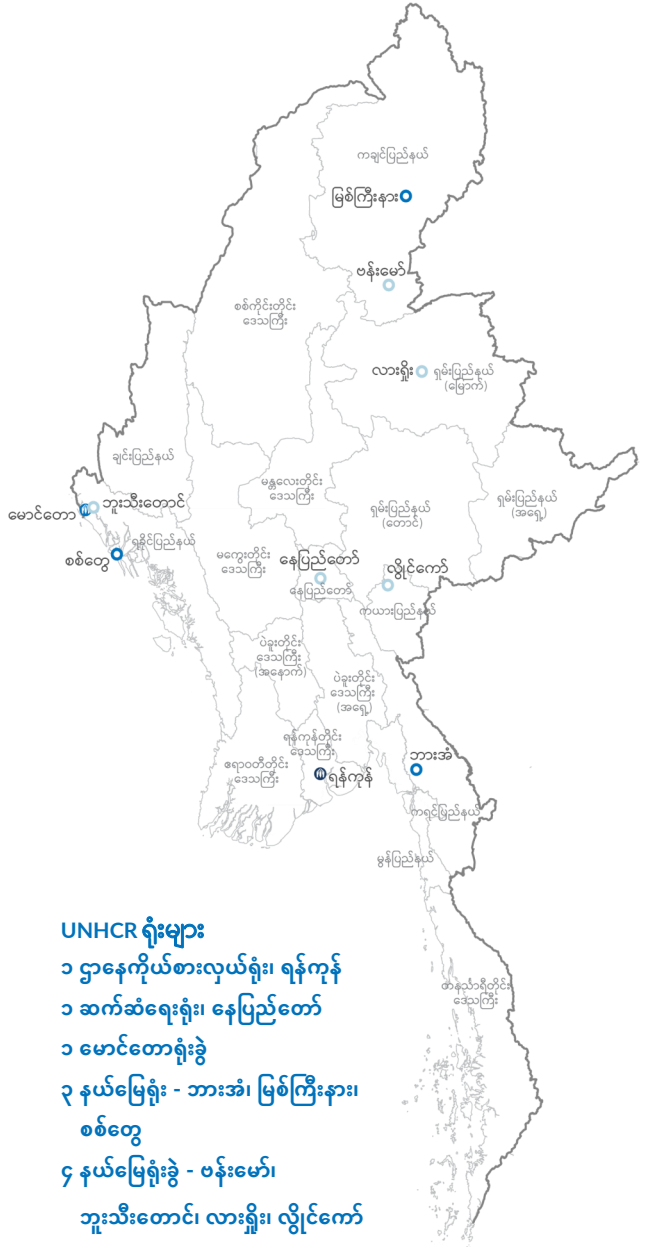 ကချင်ပြည်နယ်
မြစ်ကြီးနား
ဗန်းမော်
စစ်ကိုင်းတိုင်း
ဒေသကြီး
လားရှိုး
ရှမ်းပြည်နယ်
(မြောက်)
ချင်းပြည်နယ်
မန္တလေးတိုင်း
ဒေသကြီး
ရှမ်းပြည်နယ်
(အရှေ့)
ရှမ်းပြည်နယ်
(တောင်)
မောင်တော
ဘူးသီးတောင်
ရခိုင်ပြည်နယ်
စစ်တွေ
မကွေးတိုင်း
ဒေသကြီး
နေပြည်တော်
နေပြည်တော်
လွိုင်ကော်
ကယားပြည်နယ်
ပဲခူးတိုင်း
ဒေသကြီး
(အနောက်)
ပဲခူးတိုင်း
ဒေသကြီး
(အရှေ့)
ရန်ကုန်တိုင်း
ဒေသကြီး
ဧရာဝတီတိုင်း
ဒေသကြီး
ရန်ကုန်
ဘားအံ
ကရင်ပြည်နယ်
မွန်ပြည်နယ်
တနင်္သာရီတိုင်း
ဒေသကြီး
UNHCR ရုံးများ
၁ ဌာနေကိုယ်စားလှယ်ရုံး၊ ရန်ကုန်
၁ ဆက်ဆံရေးရုံး၊ နေပြည်တော်
၁ မောင်တောရုံးခွဲ
၃ နယ်မြေရုံး - ဘားအံ၊ မြစ်ကြီးနား၊
စစ်တွေ
၄ နယ်မြေရုံးခွဲ - ဗန်းမော်၊
ဘူးသီးတောင်၊ လားရှိုး၊ လွိုင်ကော်